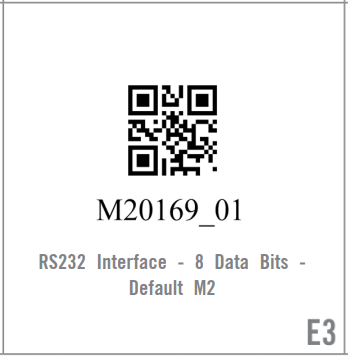 M20169_01
RS232 Interface - 8 Data Bits -
Default M2
E3